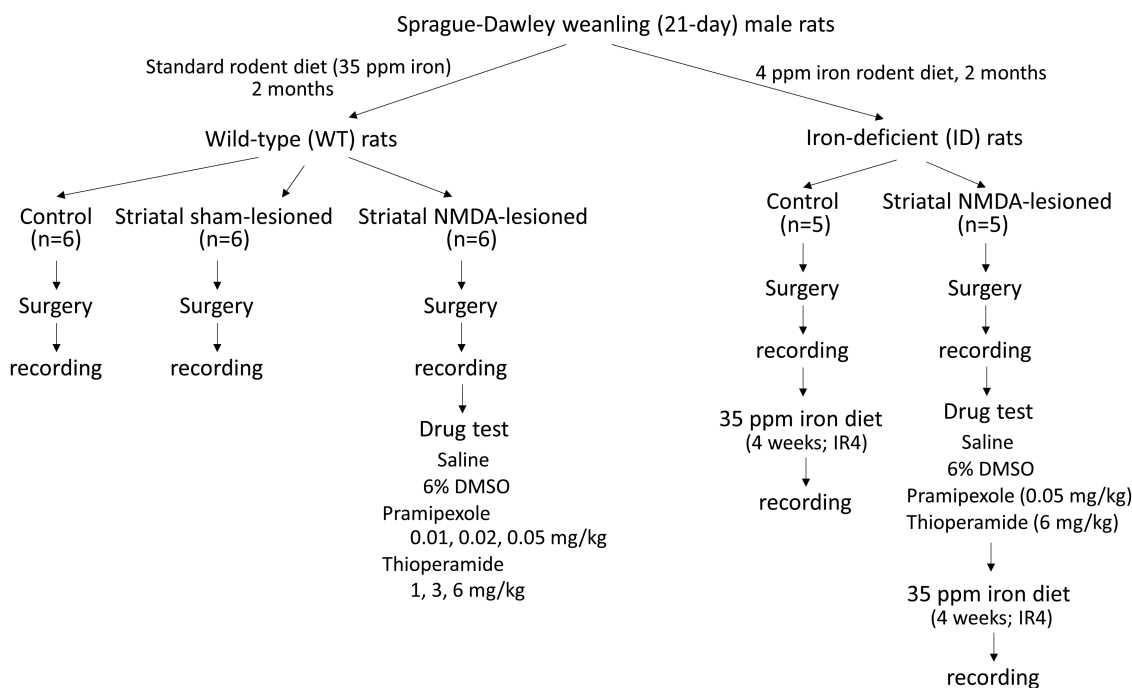 Sprague-Dawley weanling (21-day) male rats
Standard rodent diet (35 ppm iron)
2 months
4 ppm iron rodent diet, 2 months
Wild-type (WT) rats
Iron-deficient (ID) rats
Control
(n=6)
Striatal sham-lesioned
(n=6)
Striatal NMDA-lesioned
(n=6)
Control
(n=5)
Striatal NMDA-lesioned
(n=5)
Surgery
Surgery
Surgery
Surgery
Surgery
recording
recording
recording
recording
recording
Drug test
Saline
6% DMSO
Pramipexole
0.01, 0.02, 0.05 mg/kg
Thioperamide
1, 3, 6 mg/kg
35 ppm iron diet
(4 weeks; IR4)
recording
Drug test
Saline
6% DMSO
Pramipexole (0.05 mg/kg)
Thioperamide (6 mg/kg)
35 ppm iron diet
(4 weeks; IR4)
recording